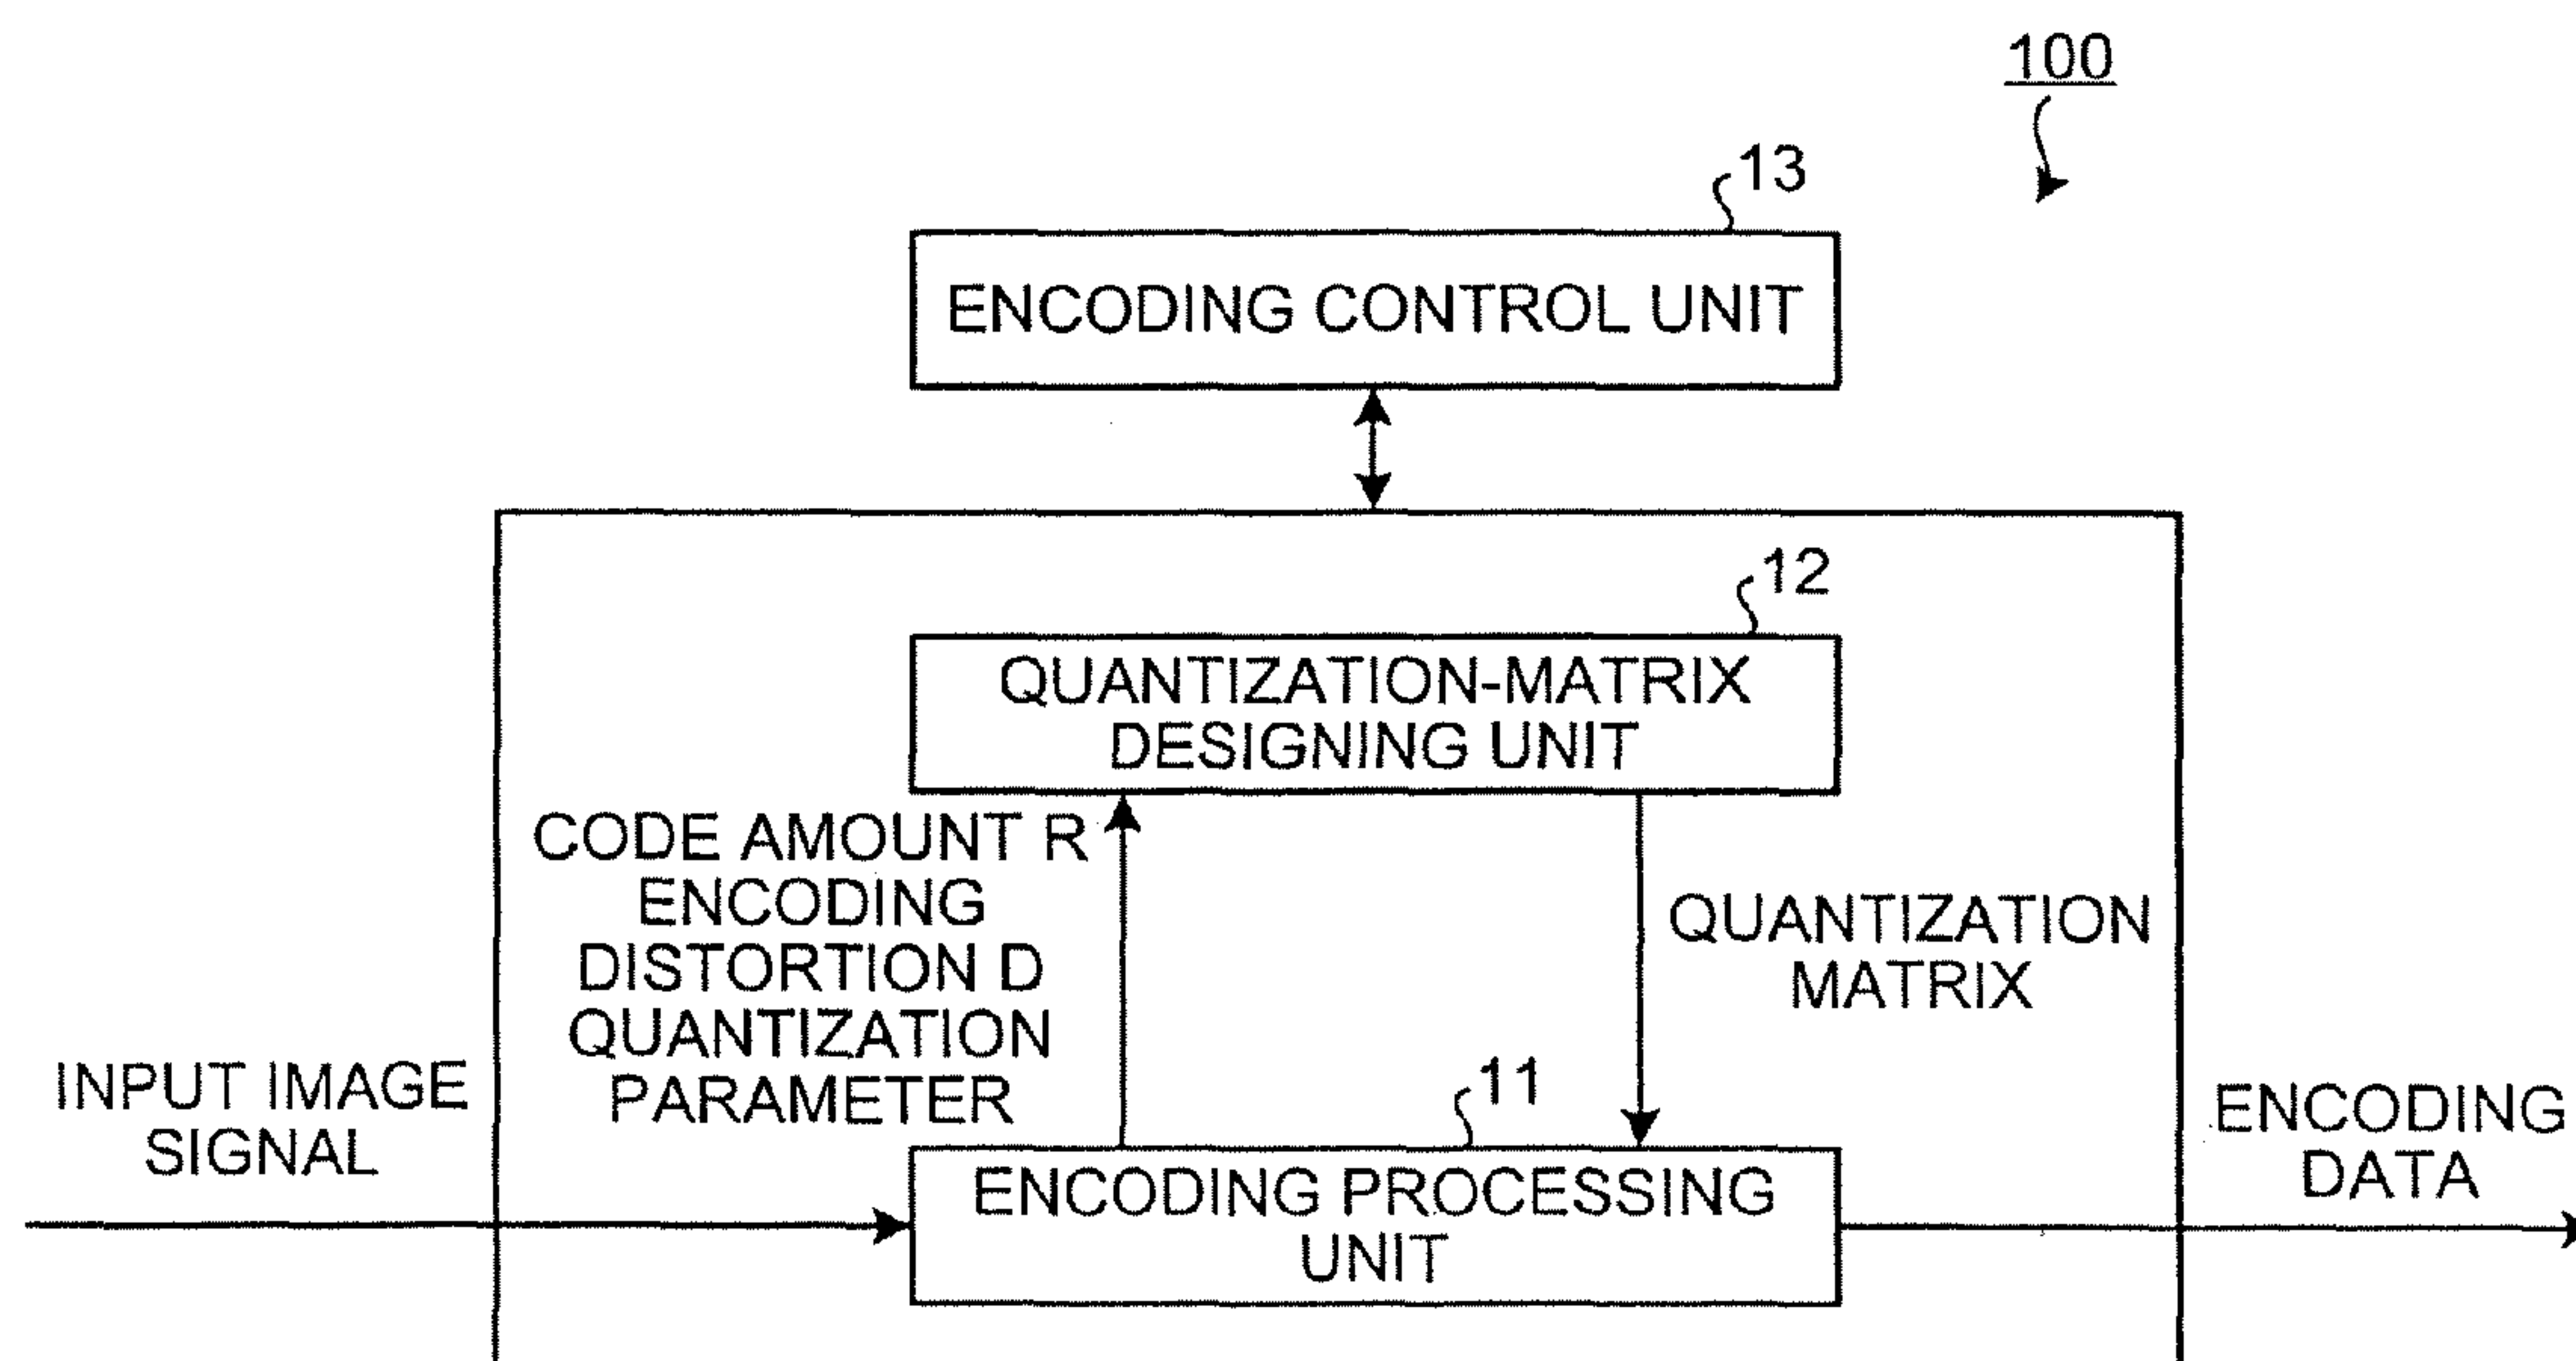 100
13
ENCODING CONTROL UNIT
12
QUANTIZATION-MATRIX
DESIGNING UNIT
CODE AMOUNT R
ENCODING
DISTORTION D
QUANTIZATION
PARAMETER
QUANTIZATION
MATRIX
INPUT IMAGE
SIGNAL
11
ENCODING PROCESSING
UNIT
ENCODING
DATA